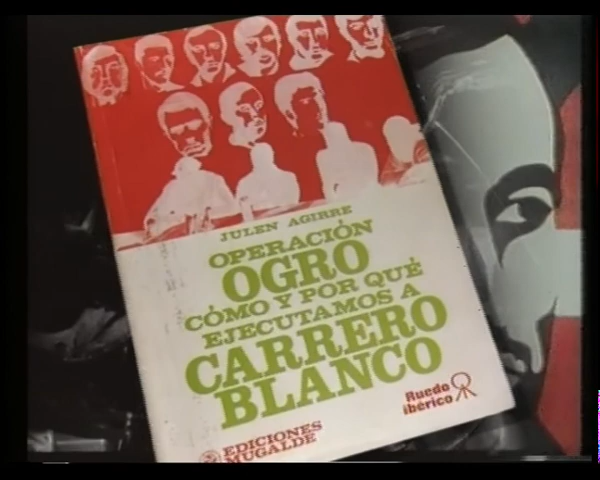 JULEN AGIRRE
OPERACIÓN
OGRO
CÓMO Y POR QUÉ
EJECUTAMOS A
CARRERO
BLANCO
Ruedo
ibérico
EDICIONES
MUGALDE